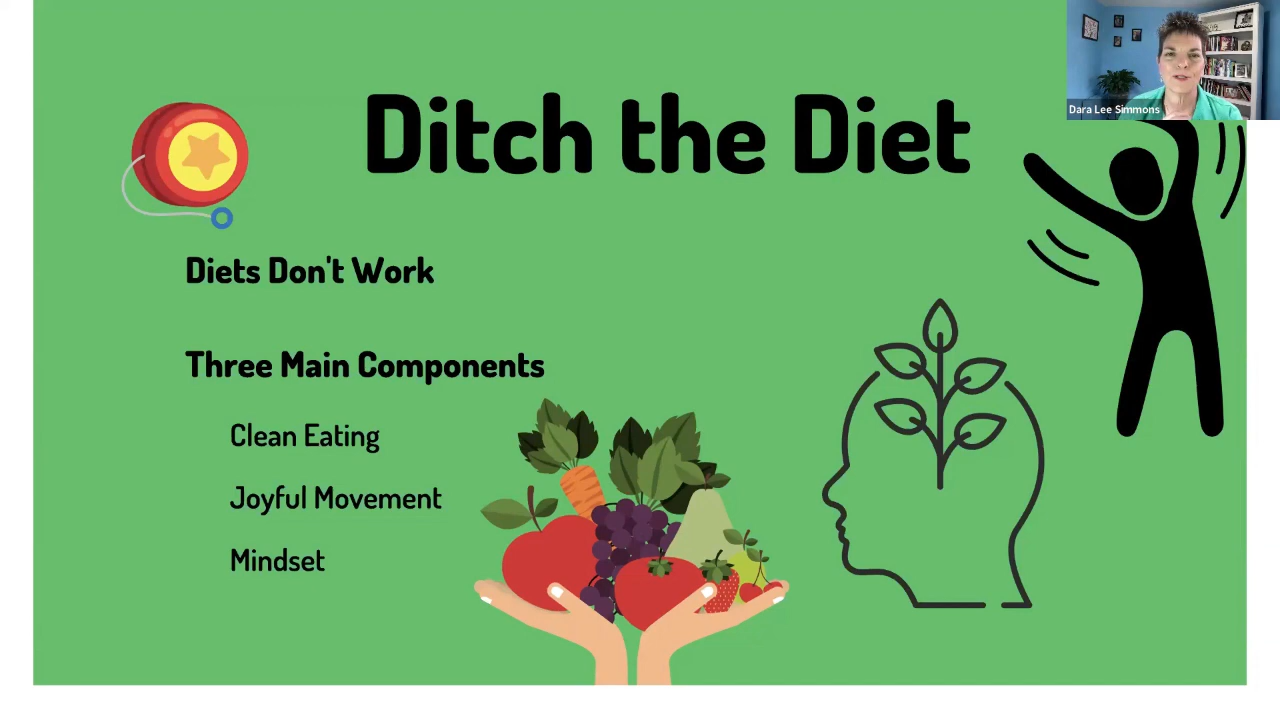 Ditch the Diet
Dara Lee Simmons
Diets Don't Work
Three Main Components
Clean Eating
Joyful Movement
Mindset